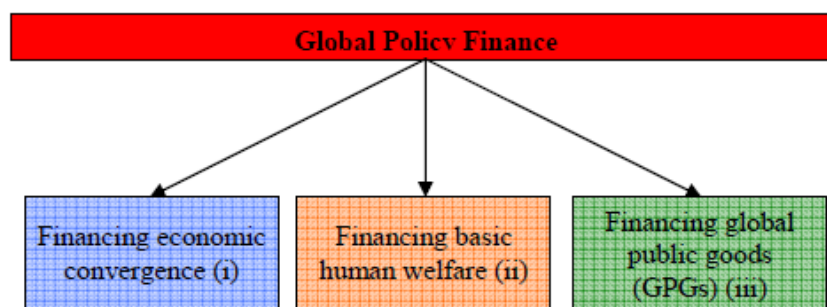 Global Policy Finance
Financing economic
convergence (i)
Financing basic
human welfare (ii)
Financing global
public goods
(GPGs) (iii)